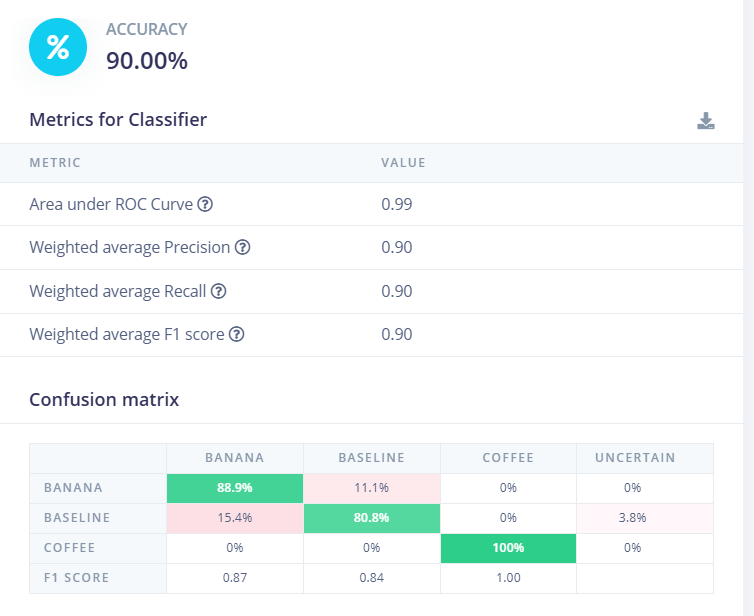 %
ACCURACY
90.00%
Metrics for Classifier
METRIC VALUE
Area under ROC Curve ? 0.99
Weighted average Precision ? 0.90
Weighted average Recall ? 0.90
Weighted average F1 score ? 0.90
Confusion matrix
BANANA BASELINE COFFEE UNCERTAIN
BANANA 88.9% 11.1% 0% 0%
BASELINE 15.4% 80.8% 0% 3.8%
COFFEE 0% 0% 100% 0%
F1 SCORE 0.87 0.84 1.00